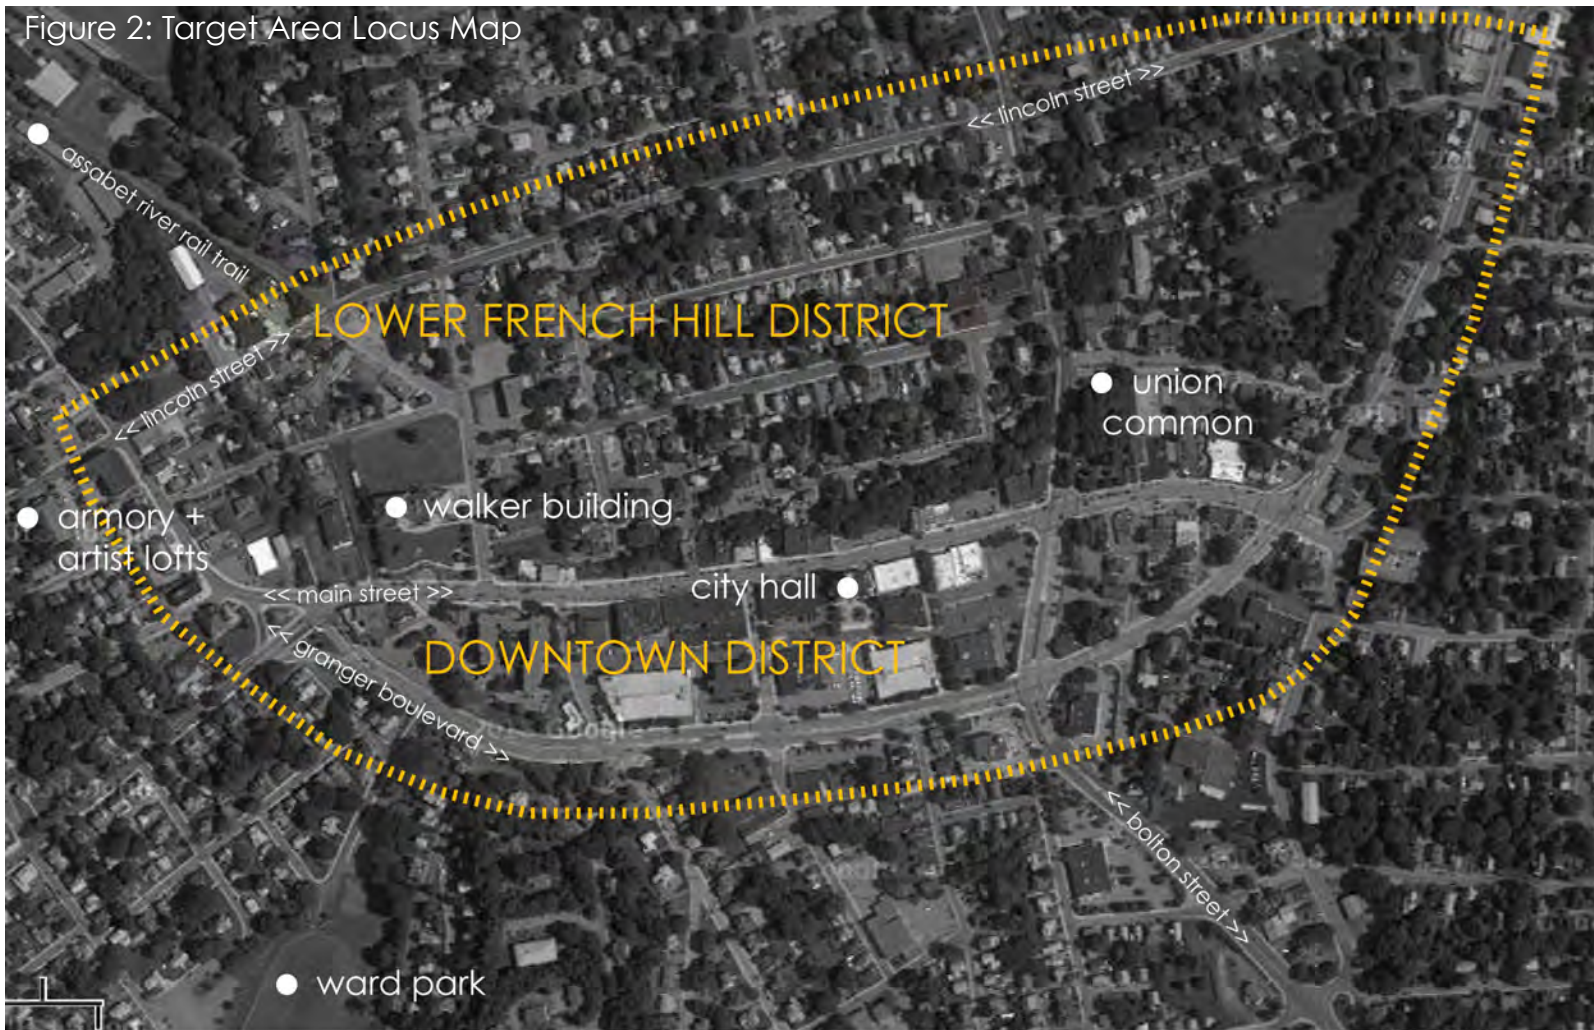 Figure 2: Target Area Locus Map
<< lincoln street >>
assabet river rail trail
LOWER FRENCH HILL DISTRICT
<< lincoln street >>
union
common
walker building
armory +
artist lofts
city hall
<< main street >>
DOWNTOWN DISTRICT
<< granger boulevard >>
<< bolton street >>
ward park